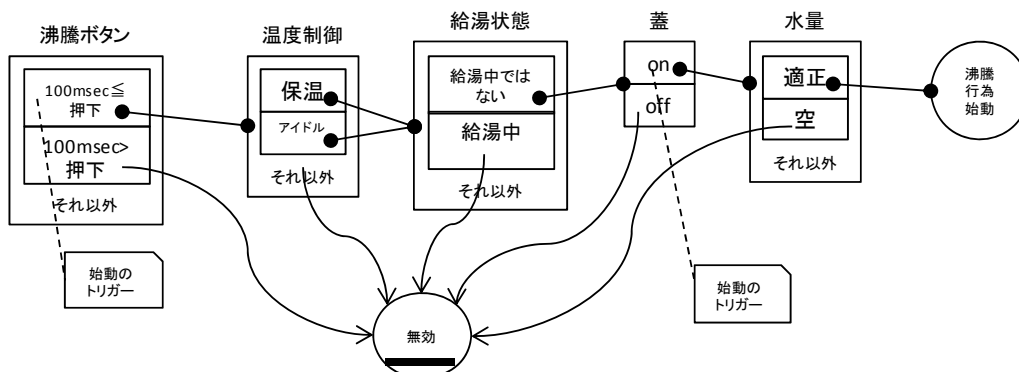 沸騰ボタン
温度制御
給湯状態
蓋
水量
100msec≦
押下
100msec>
押下
それ以外
保温
アイドル
それ以外
給湯中では
ない
給湯中
それ以外
on
off
適正
空
それ以外
沸騰
行為
始動
始動の
トリガー
始動の
トリガー
無効